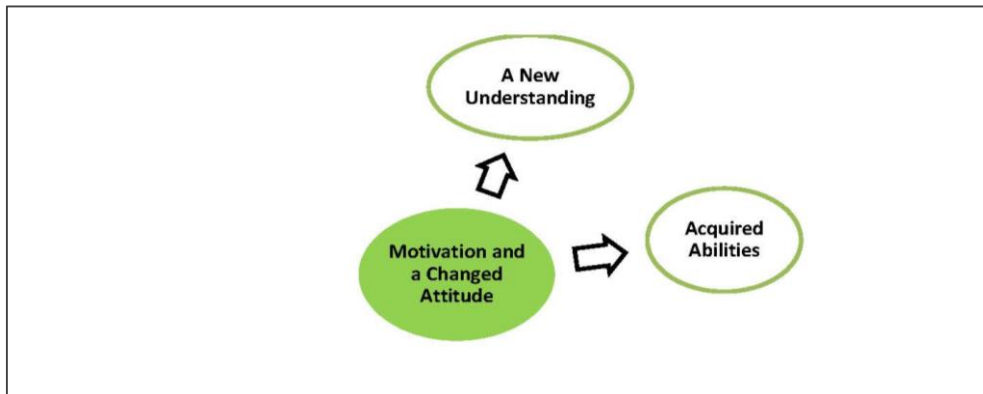 A New
Understanding
Acquired
Abilities
Motivation and
a Changed
Attitude